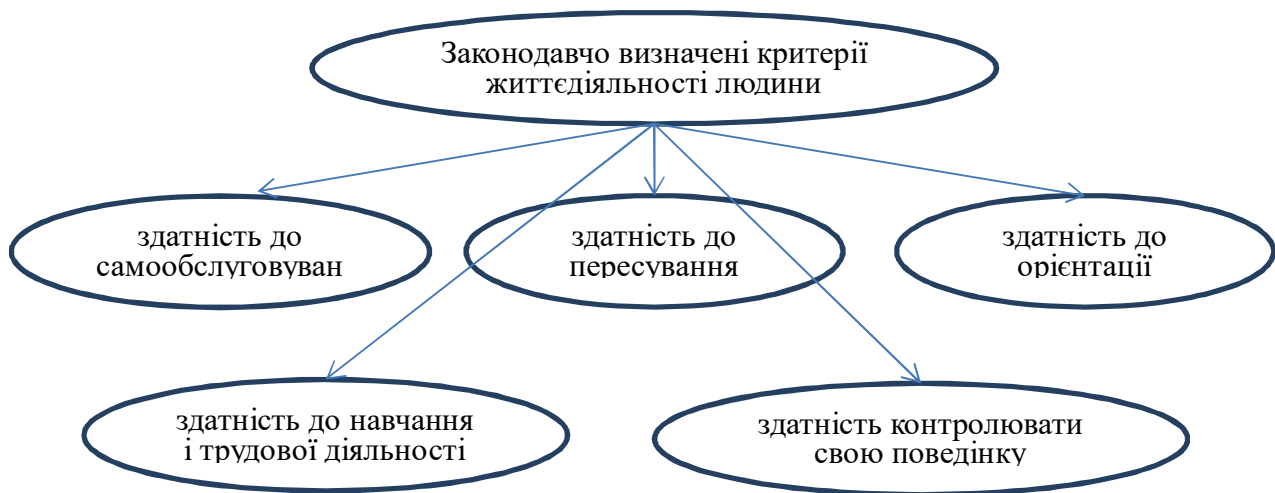 Законодавчо визначені критерії
життєдіяльності людини
здатність до
самообслуговуван
здатність до
пересування
здатність до
орієнтації
здатність до навчання
і трудової діяльності
здатність контролювати
свою поведінку